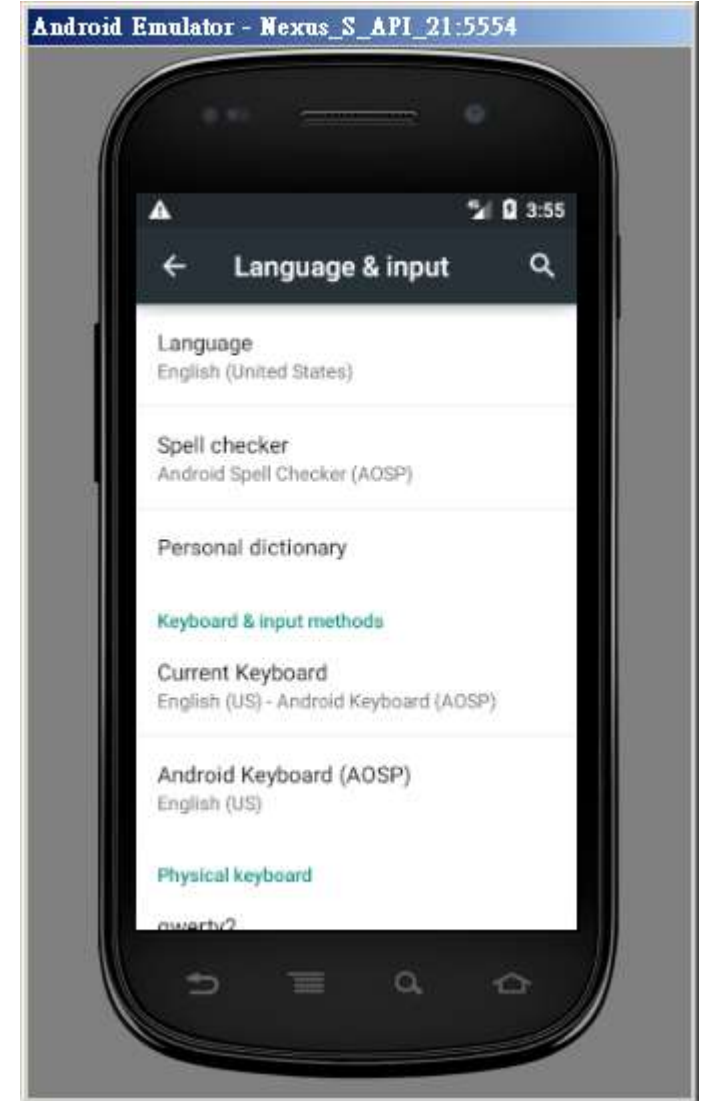 Android Emulator - Nexus_S_API_21:5554
3:55
Language & input
Language
English (United States)
Spell checker
Android Spell Checker (AOSP)
Personal dictionary
Keyboard & input methods
Current Keyboard
English (US) - Android Keyboard (AOSP)
Android Keyboard (AOSP)
English (US)
Physical keyboard
qwerty2